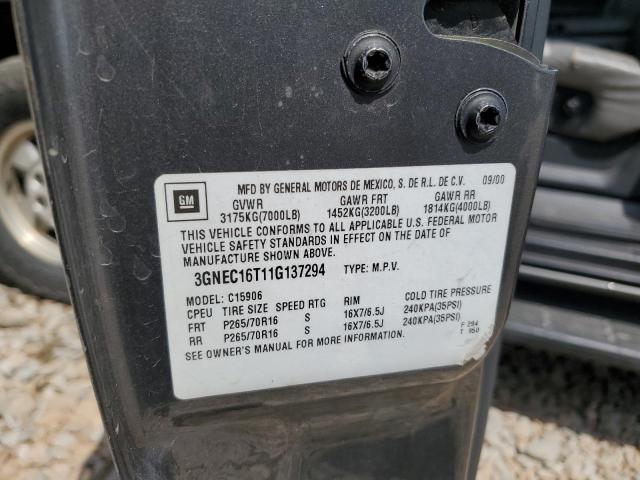 GM
MFD BY GENERAL MOTORS DE MEXICO, S. DE R.L. DE C.V. 09/00
GVWR GAWR FRT GAWR RR
3175KG(7000LB) 1452KG(3200LB) 1814KG(4000LB)
THIS VEHICLE CONFORMS TO ALL APPLICABLE U.S. FEDERAL MOTOR
VEHICLE SAFETY STANDARDS IN EFFECT ON THE DATE OF
MANUFACTURE SHOWN ABOVE.
3GNEC16T11G137294 TYPE: M.P.V.
MODEL: C15906
CPEU TIRE SIZE SPEED RTG RIM COLD TIRE PRESSURE
FRT P265/70R16 S 16X7/6.5J 240KPA(35PSI)
RR P265/70R16 S 16X7/6.5J 240KPA(35PSI)
SEE OWNER'S MANUAL FOR MORE INFORMATION.
F 294
T 950